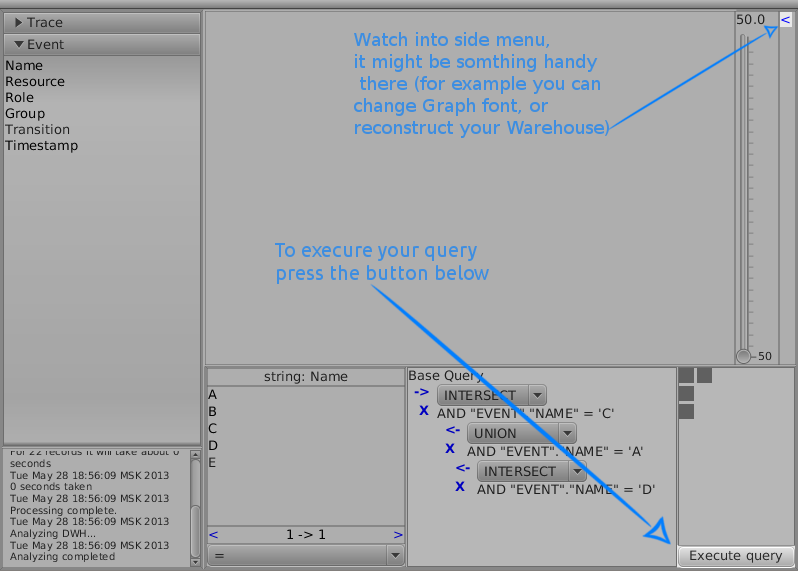 Trace
Event
Name
Resource
Role
Group
Transition
Timestamp
For 22 records it will take about 0
seconds
Tue May 28 18:56:09 MSK 2013
0 seconds taken
Tue May 28 18:56:09 MSK 2013
Processing complete.
Tue May 28 18:56:09 MSK 2013
Analyzing DWH...
Tue May 28 18:56:09 MSK 2013
Analyzing completed
Watch into side menu,
it might be somthing handy
there (for example you can
change Graph font, or
reconstruct your Warehouse)
50.0
<
-50
To execure your query
press the button below
string: Name
A
B
C
D
E
< 1 -> 1 >
=
Base Query
-> INTERSECT
X AND "EVENT"."NAME" = 'C'
<- UNION
X AND "EVENT"."NAME" = 'A'
<- INTERSECT
X AND "EVENT"."NAME" = 'D'
Execute query